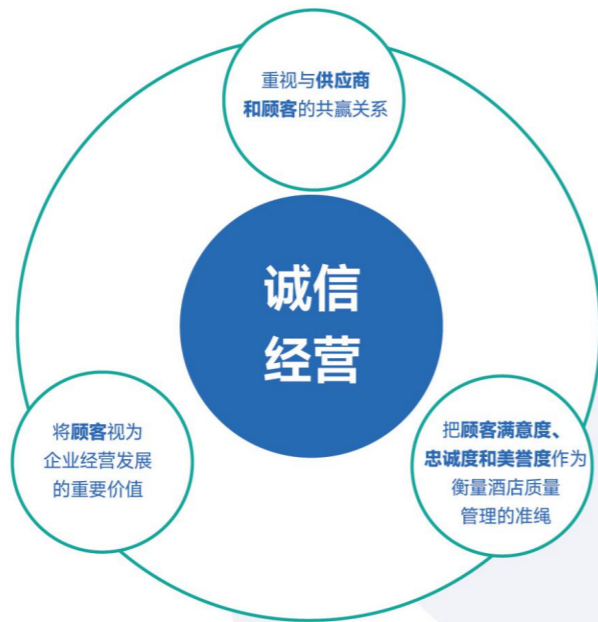 重视与供应商
和顾客的共赢关系
诚信
经营
将顾客视为
企业经营发展
的重要价值
把顾客满意度、
忠诚度和美誉度作为
衡量酒店质量
管理的准绳